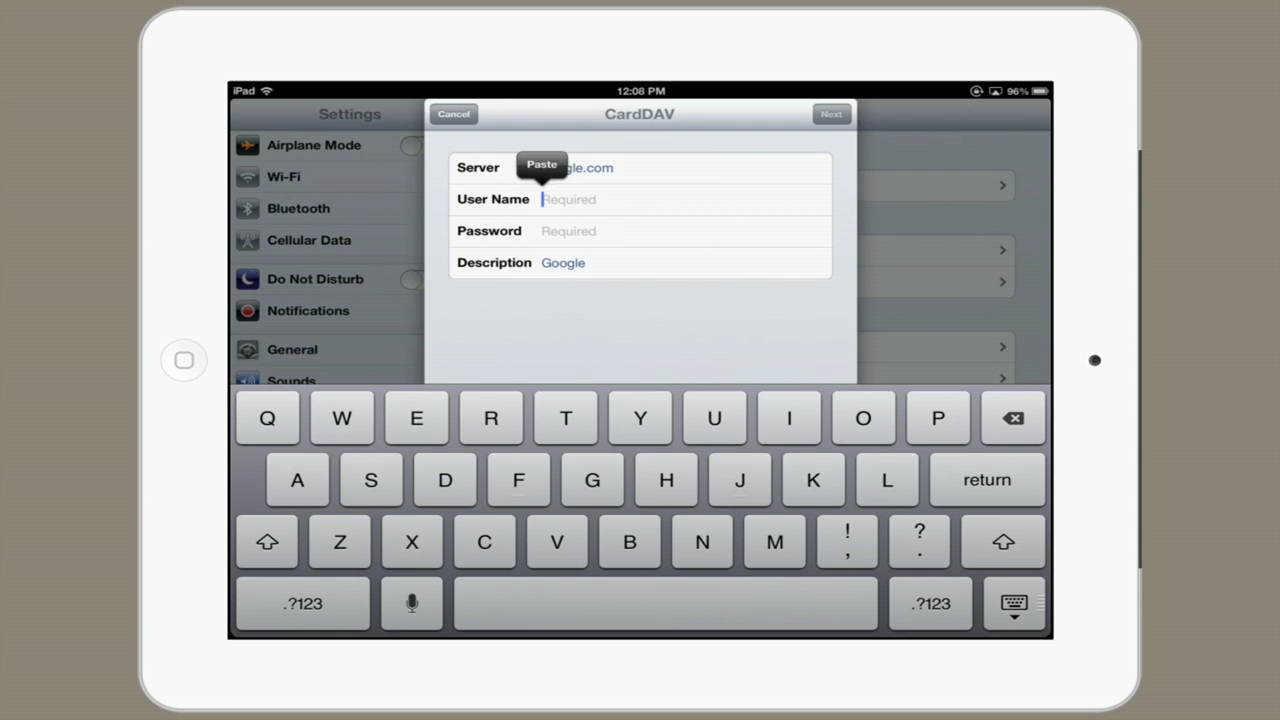 iPad 12:08 PM 96%
Settings
Cancel CardDAV Next
Airplane Mode
Wi-Fi
Bluetooth
Cellular Data
Do Not Disturb
Notifications
General
Sounds
Server gle.com
Paste
User Name Required
Password Required
Description Google
Q W E R T Y U I O P
A S D F G H J K L return
Z X C V B N M ! , ? .
.?123 .?123